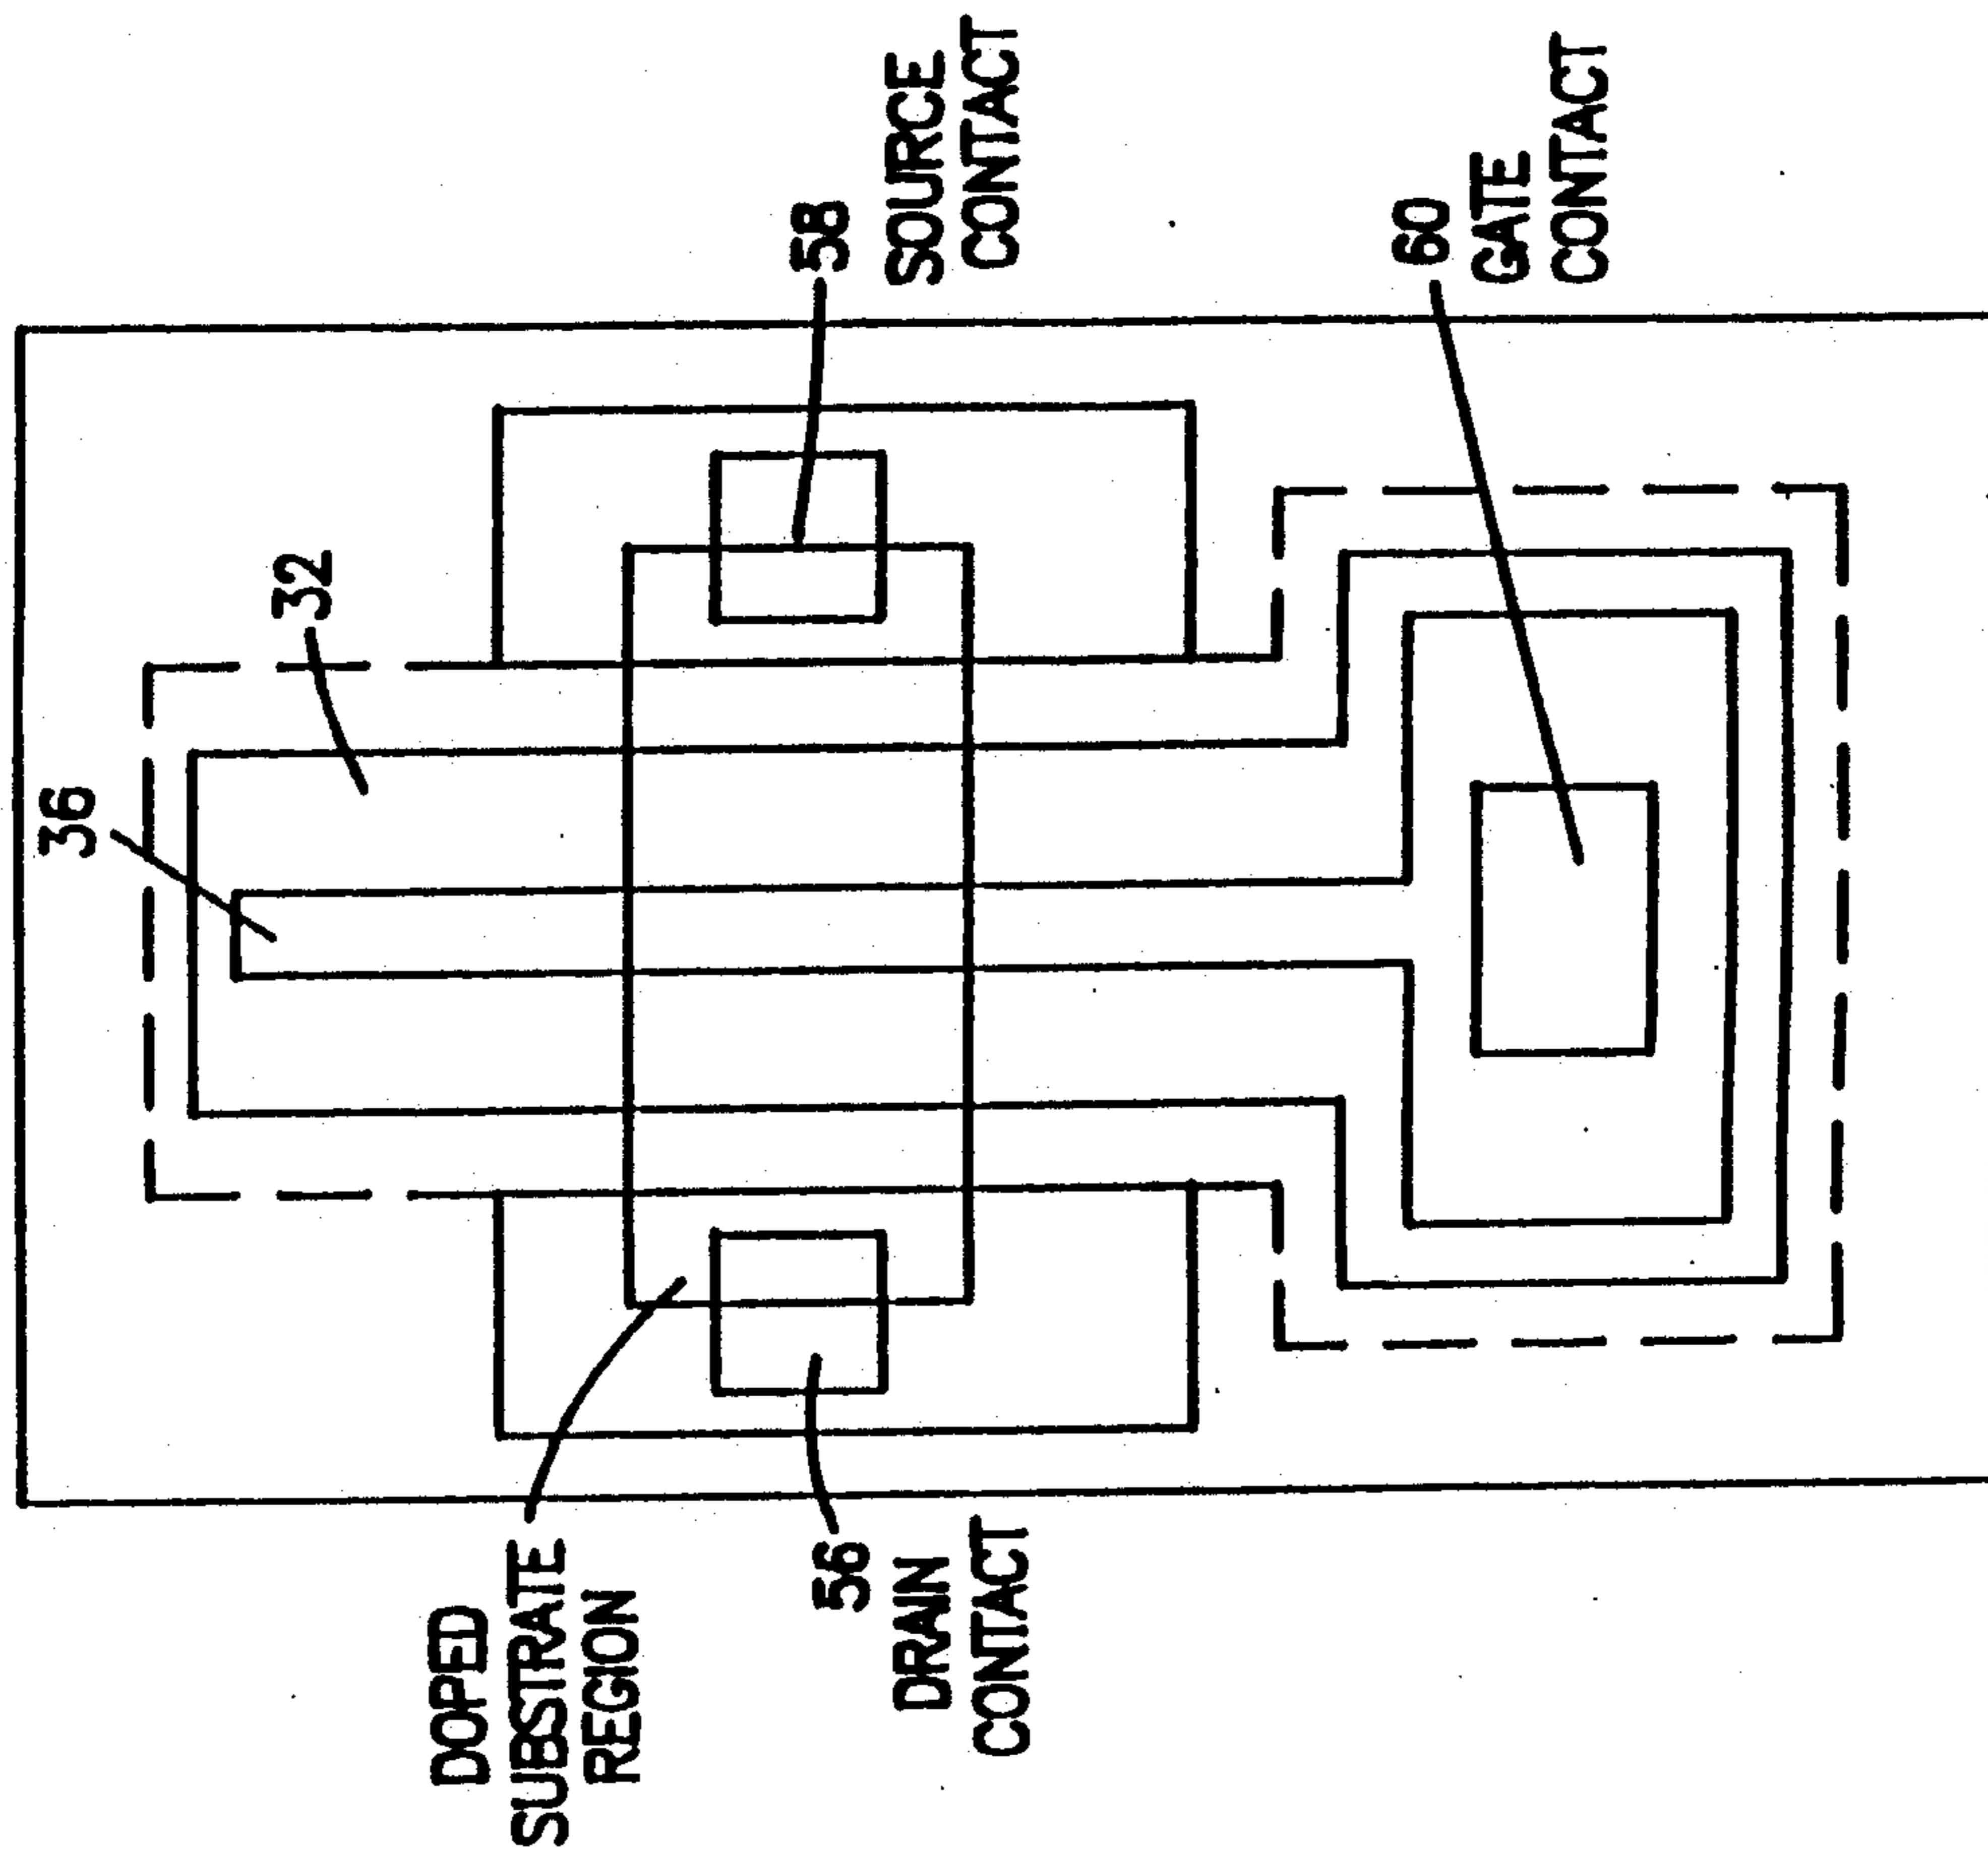 36
32
58
SOURCE
CONTACT
60
GATE
CONTACT
DOPED
SUBSTRATE
REGION
56
DRAIN
CONTACT